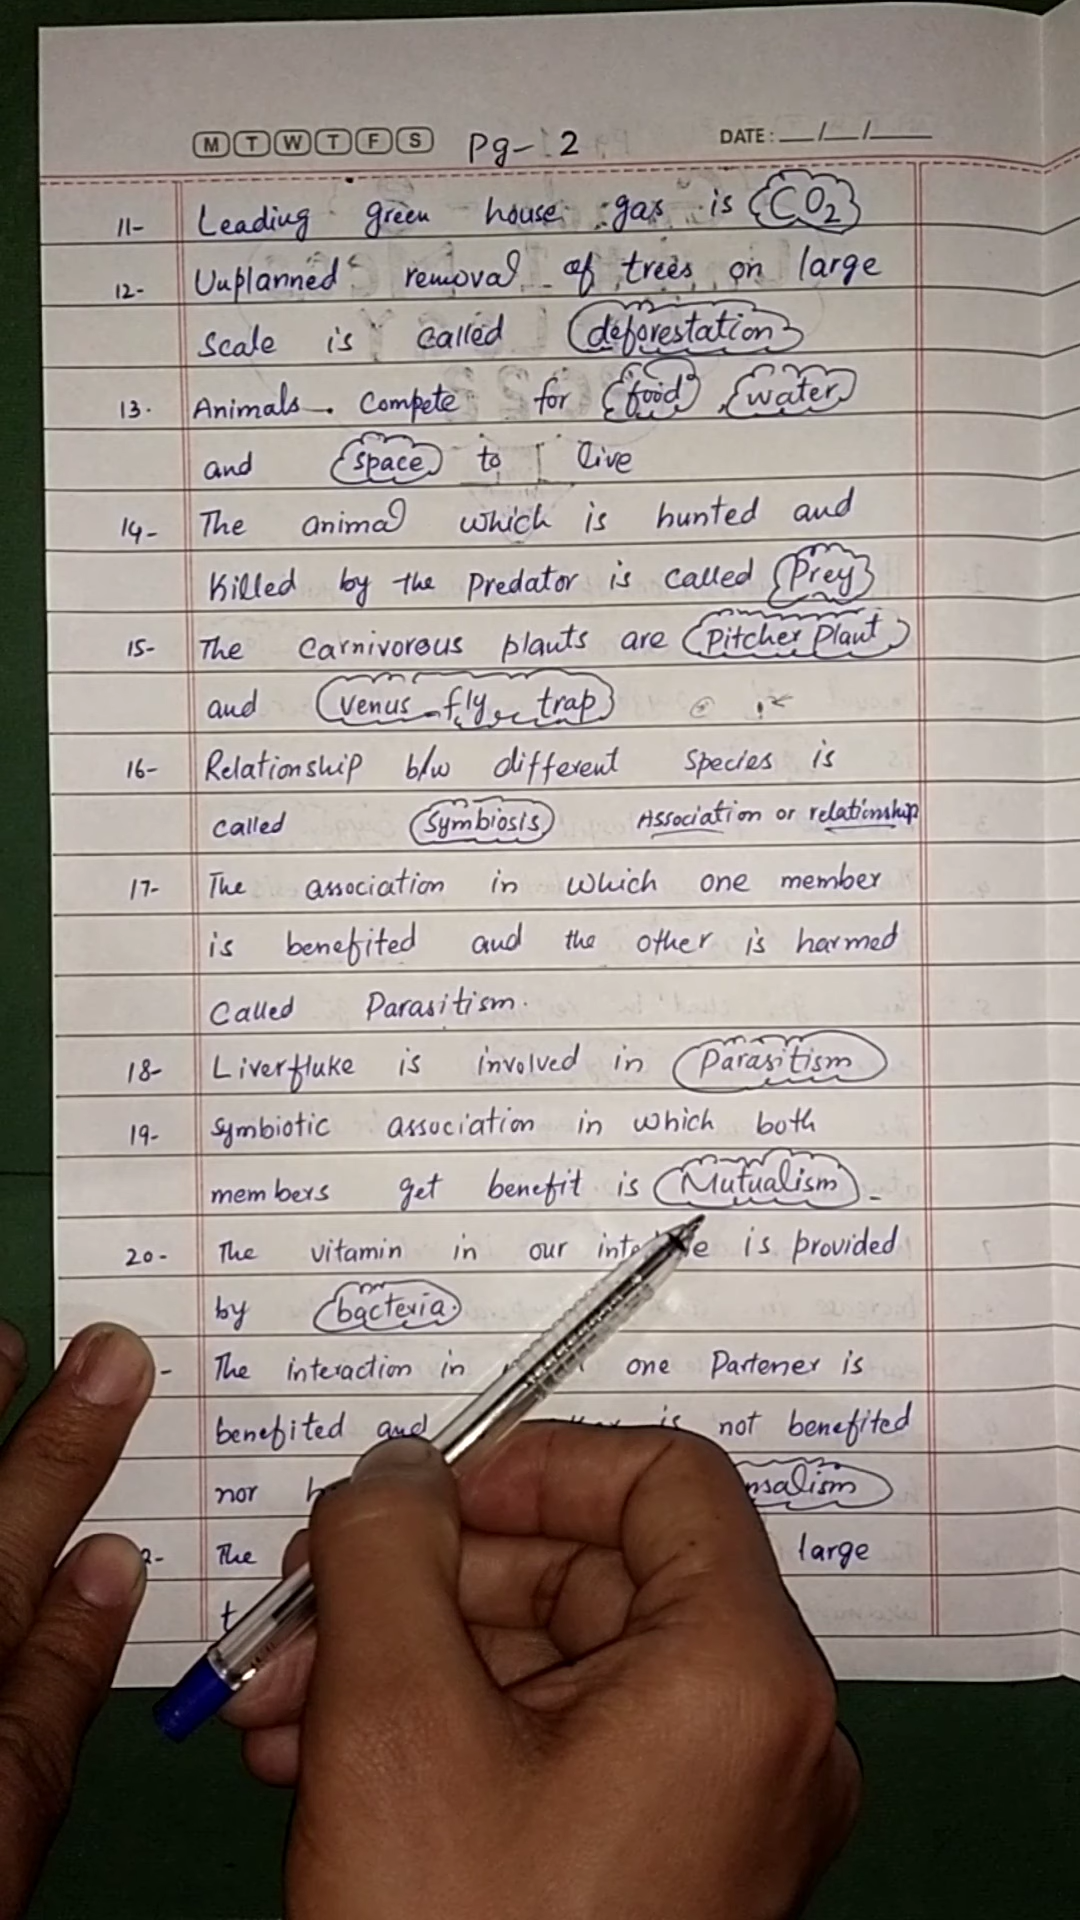 M T W T F S Pg-2 DATE: __/__/____
11- Leading green house gas is CO2
12- Unplanned removal of trees on large
scale is called deforestation
13. Animals compete for food, water
and space to live
14- The animal which is hunted and
killed by the predator is called Prey
15- The carnivorous plants are Pitcher Plant
and venus fly trap
16- Relationship b/w different species is
called Symbiosis Association or relationship
17- The association in which one member
is benefited and the other is harmed
called Parasitism.
18- Liverfluke is involved in Parasitism
19- Symbiotic association in which both
members get benefit is Mutualism
20- The vitamin in our is provided
by bacteria.
- The interaction in one Partener is
benefited and is not benefited
nor
The large